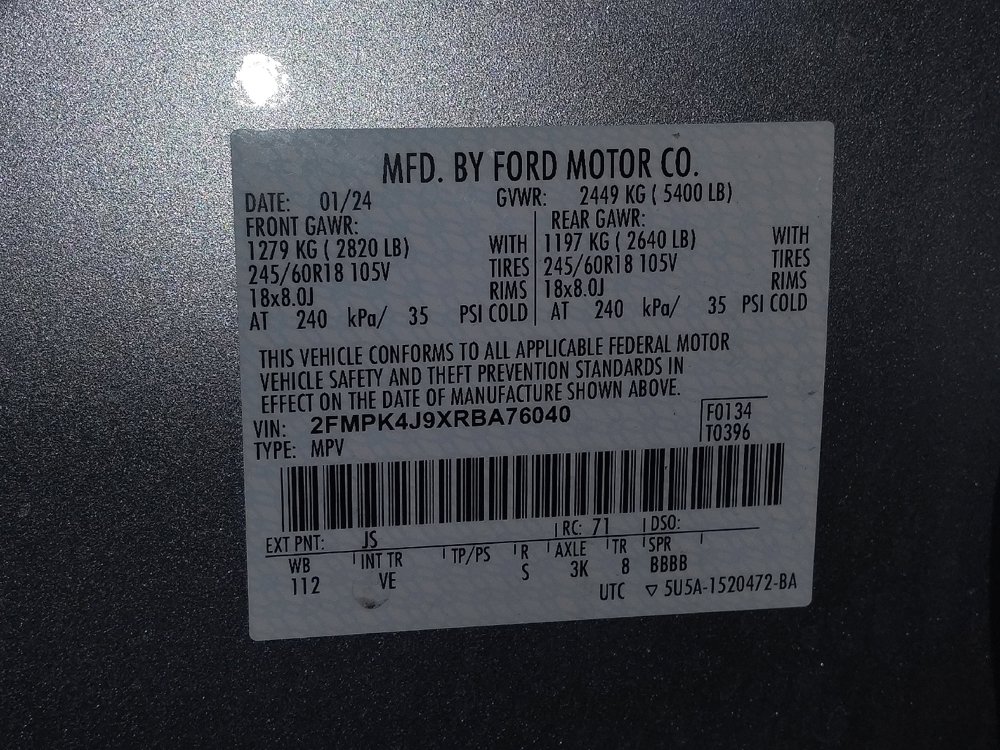 MFD. BY FORD MOTOR CO.
DATE: 01/24 GVWR: 2449 KG ( 5400 LB)
FRONT GAWR: REAR GAWR:
1279 KG ( 2820 LB) WITH 1197 KG ( 2640 LB) WITH
245/60R18 105V TIRES 245/60R18 105V TIRES
18x8.0J RIMS 18x8.0J RIMS
AT 240 kPa/ 35 PSI COLD AT 240 kPa/ 35 PSI COLD
THIS VEHICLE CONFORMS TO ALL APPLICABLE FEDERAL MOTOR
VEHICLE SAFETY AND THEFT PREVENTION STANDARDS IN
EFFECT ON THE DATE OF MANUFACTURE SHOWN ABOVE.
VIN: 2FMPK4J9XRBA76040 F0134
TYPE: MPV T0396
EXT PNT: JS RC: 71 DSO:
WB INT TR TP/PS R AXLE TR SPR
112 VE S 3K 8 BBBB
UTC ▽ 5U5A-1520472-BA